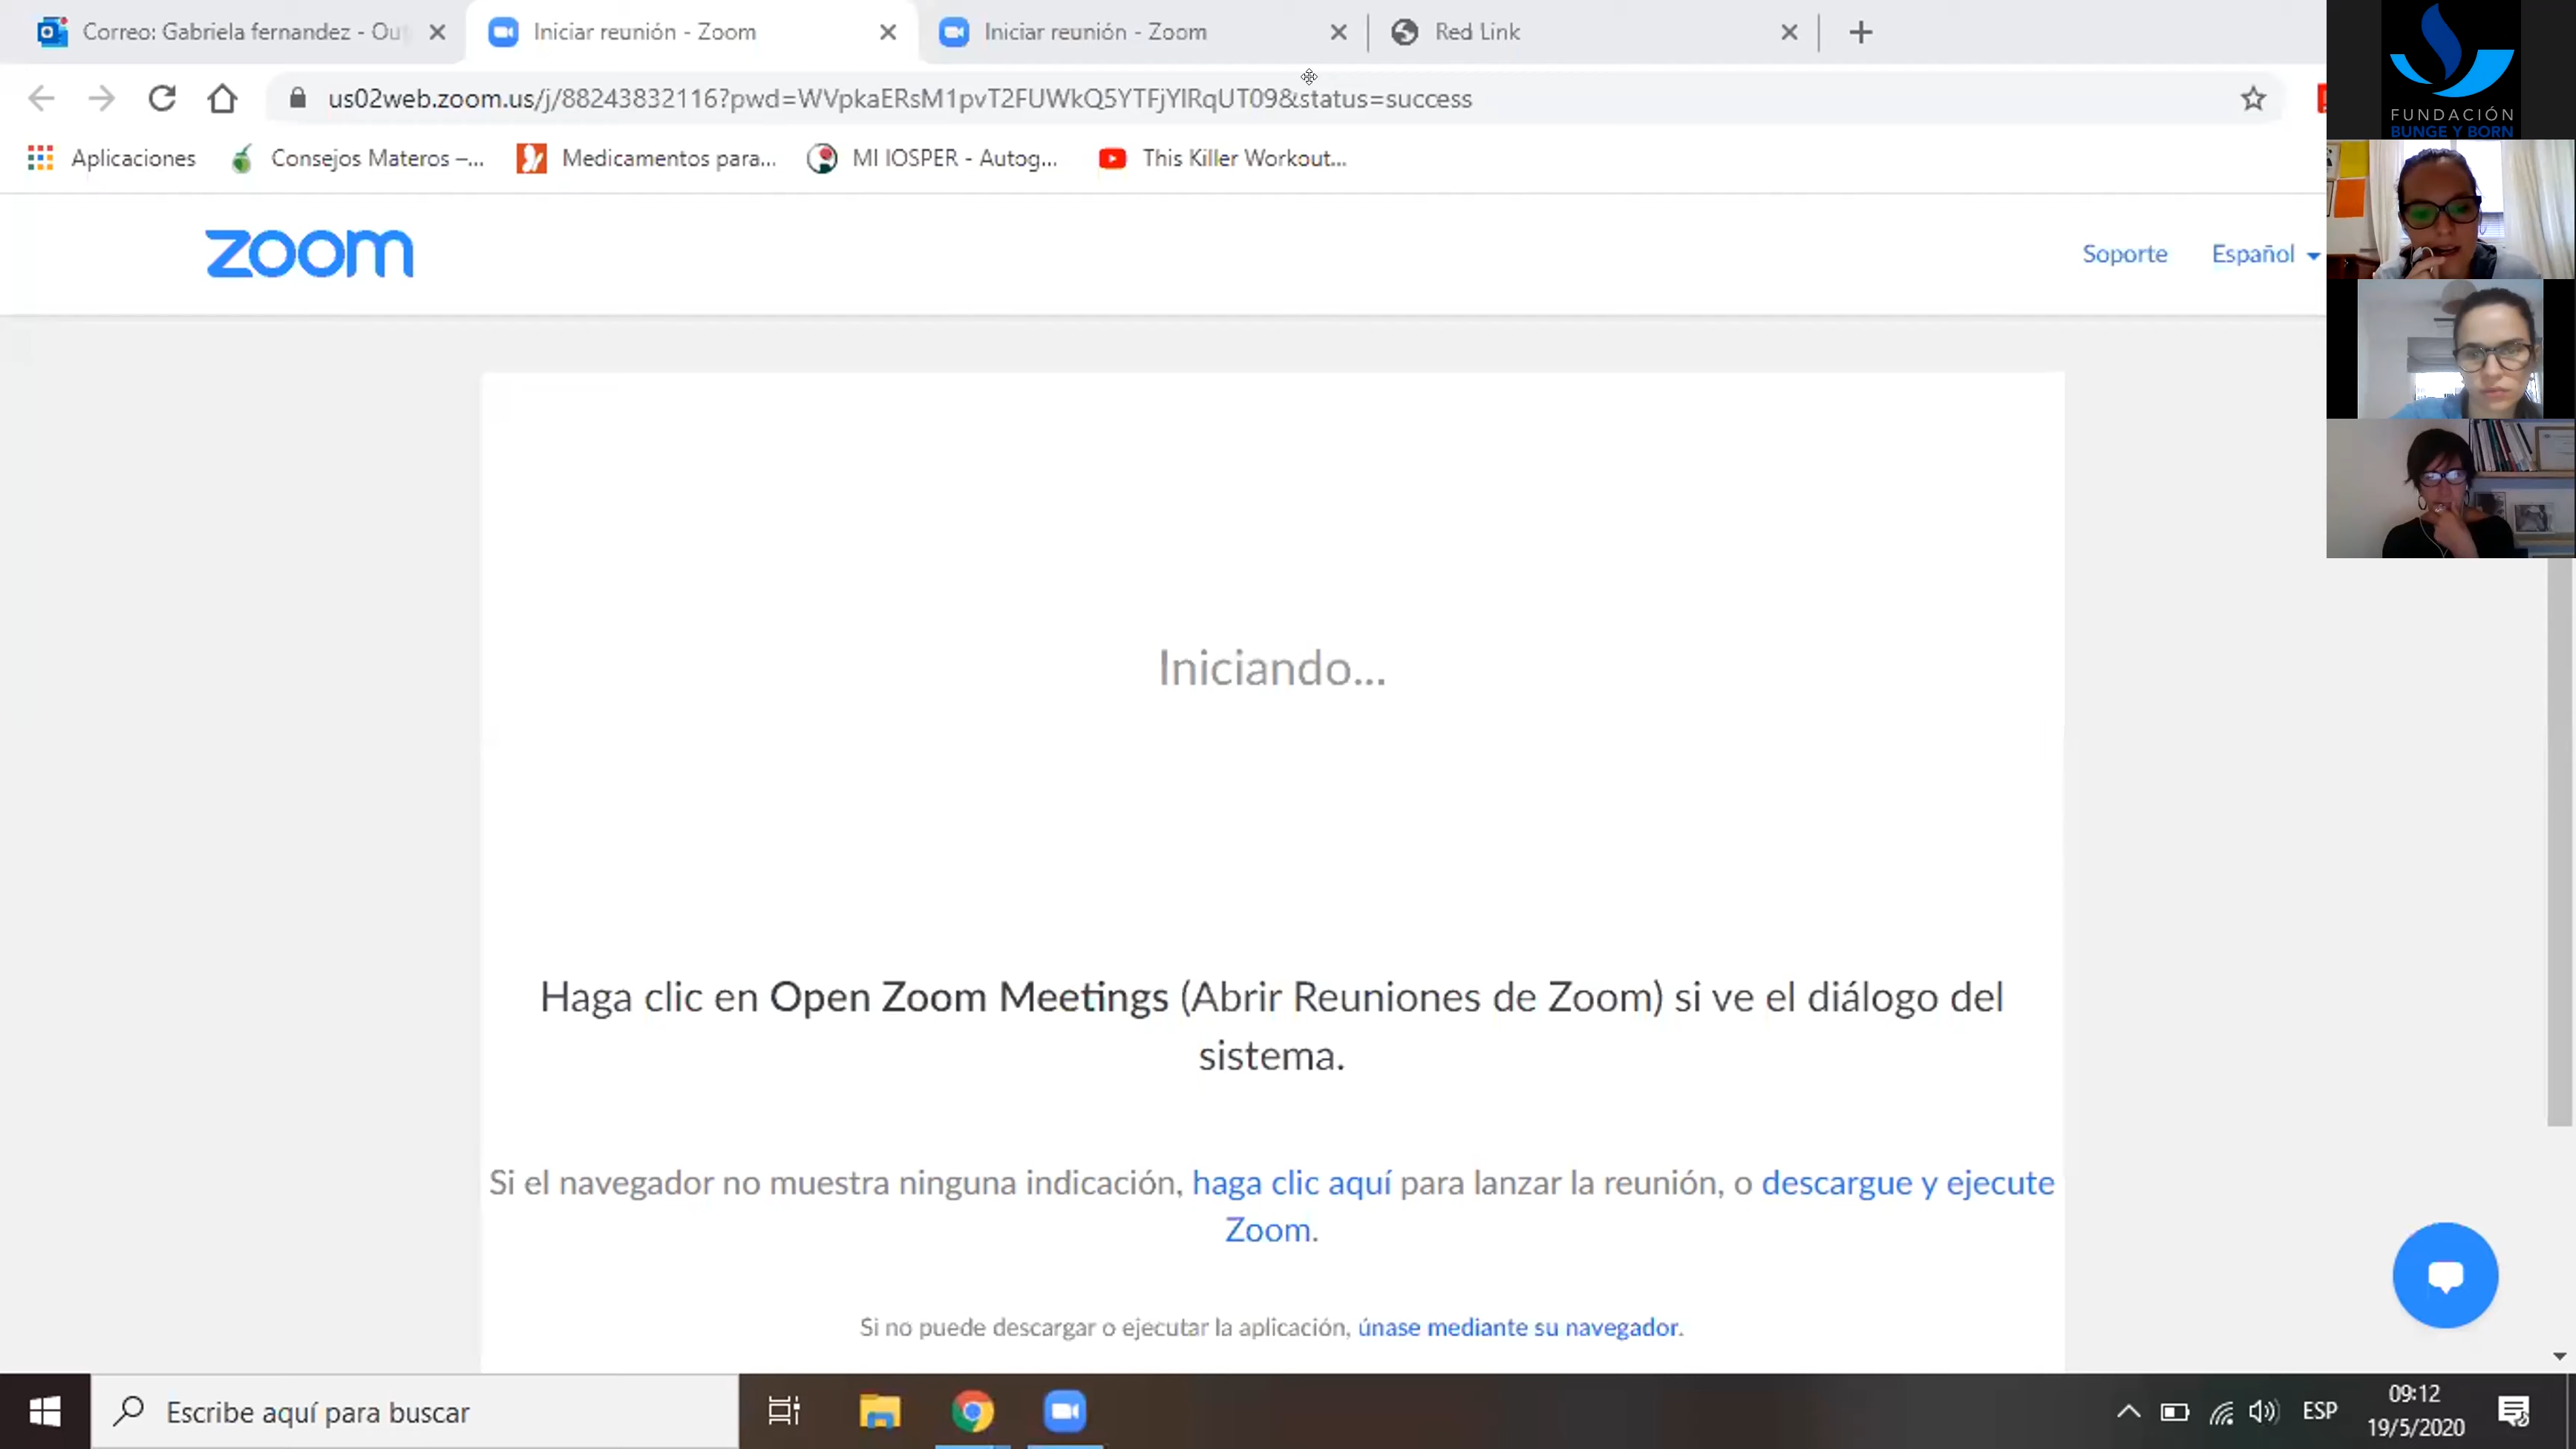 Correo: Gabriela fernandez - Out
Iniciar reunión - Zoom
Iniciar reunión - Zoom
Red Link
us02web.zoom.us/j/88243832116?pwd=WVpkaERsM1pvT2FUWkQ5YTFjYlRqUT09&status=success
Aplicaciones
Consejos Materos –...
Medicamentos para...
MI IOSPER - Autog...
This Killer Workout...
FUNDACIÓN
BUNGE Y BORN
zoom
Soporte
Español
Iniciando...
Haga clic en Open Zoom Meetings (Abrir Reuniones de Zoom) si ve el diálogo del
sistema.
Si el navegador no muestra ninguna indicación, haga clic aquí para lanzar la reunión, o descargue y ejecute
Zoom.
Si no puede descargar o ejecutar la aplicación, únase mediante su navegador.
Escribe aquí para buscar
ESP
09:12
19/5/2020